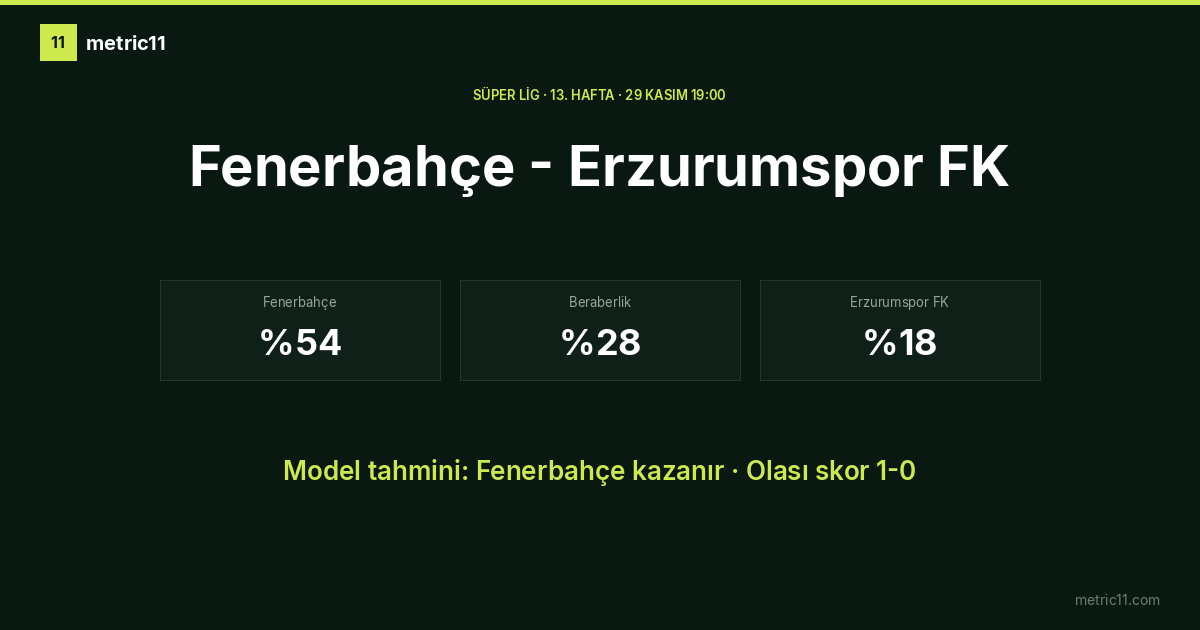 11 metric11
SÜPER LİG · 13. HAFTA · 29 KASIM 19:00
Fenerbahçe - Erzurumspor FK
Fenerbahçe
%54
Beraberlik
%28
Erzurumspor FK
%18
Model tahmini: Fenerbahçe kazanır · Olası skor 1-0
metric11.com